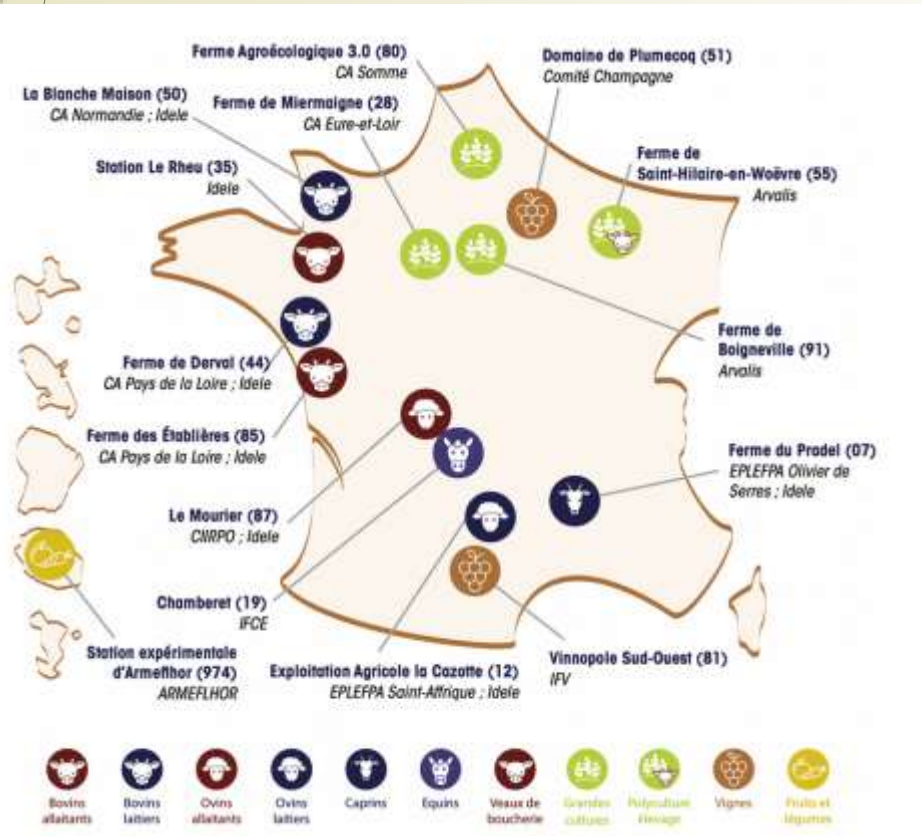 Ferme Agroécologique 3.0 (80)
CA Somme
Domaine de Plumecoq (51)
Comité Champagne
La Blanche Maison (50)
CA Normandie ; Idele
Ferme de Miermaigne (28)
CA Eure-et-Loir
Station Le Rheu (35)
Idele
Ferme de
Saint-Hilaire-en-Woëvre (55)
Arvalis
Ferme de
Boigneville (91)
Arvalis
Ferme de Derval (44)
CA Pays de la Loire ; Idele
Ferme des Établières (85)
CA Pays de la Loire ; Idele
Ferme du Pradel (07)
EPLEFPA Olivier de
Serres ; Idele
Le Mourier (87)
CIIRPO ; Idele
Chamberet (19)
IFCE
Station expérimentale
d'Armeflhor (974)
ARMEFLHOR
Exploitation Agricole la Cazotte (12)
EPLEFPA Saint-Affrique ; Idele
Vinnopole Sud-Ouest (81)
IFV
Bovins
allaitants
Bovins
laitiers
Ovins
allaitants
Ovins
laitiers
Caprins
Equins
Veaux de
boucherie
Grandes
cultures
Polyculture
élevage
Vignes
Fruits et
légumes